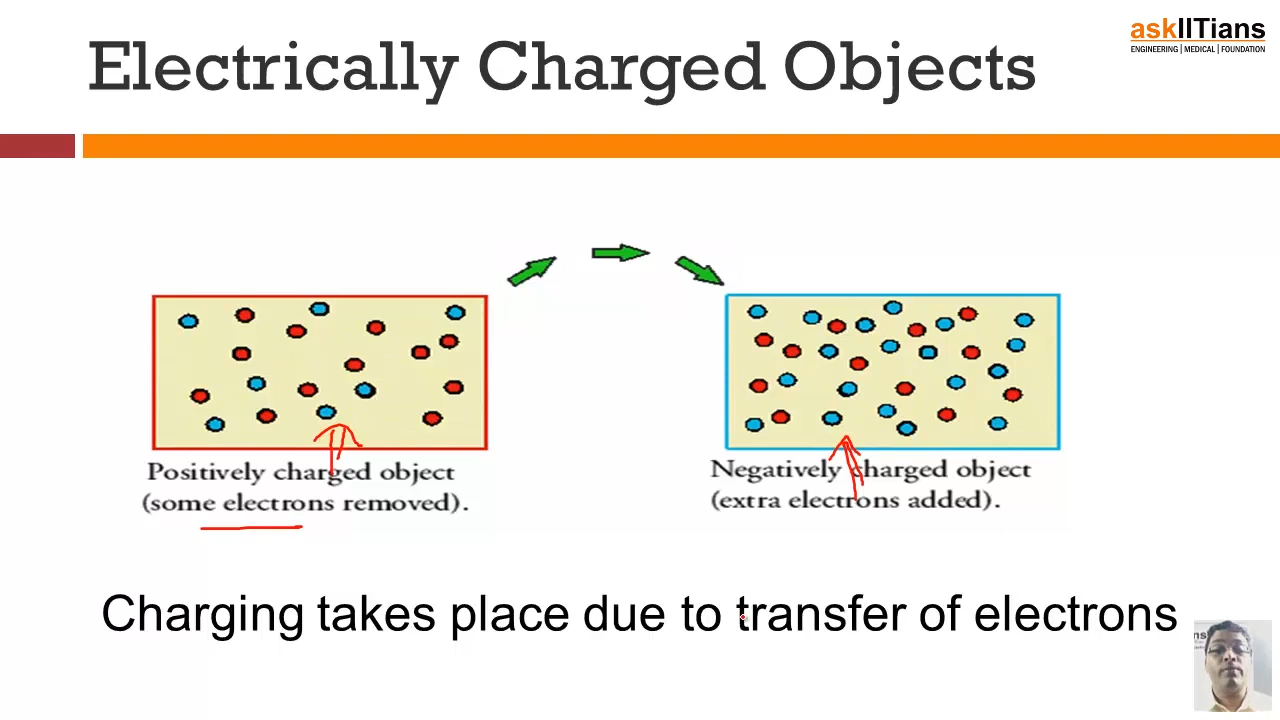 askIITians
ENGINEERING | MEDICAL | FOUNDATION
Electrically Charged Objects
Positively charged object
(some electrons removed).
Negatively charged object
(extra electrons added).
Charging takes place due to transfer of electrons